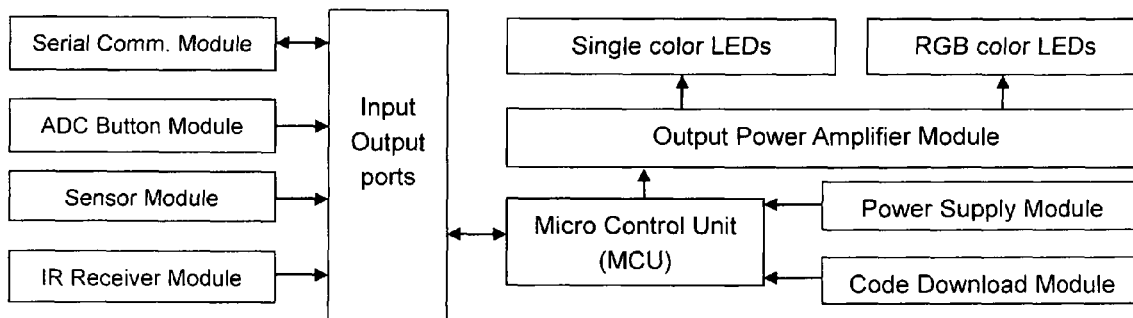 Serial Comm. Module
ADC Button Module
Sensor Module
IR Receiver Module
Input
Output
ports
Single color LEDs
RGB color LEDs
Output Power Amplifier Module
Micro Control Unit
(MCU)
Power Supply Module
Code Download Module